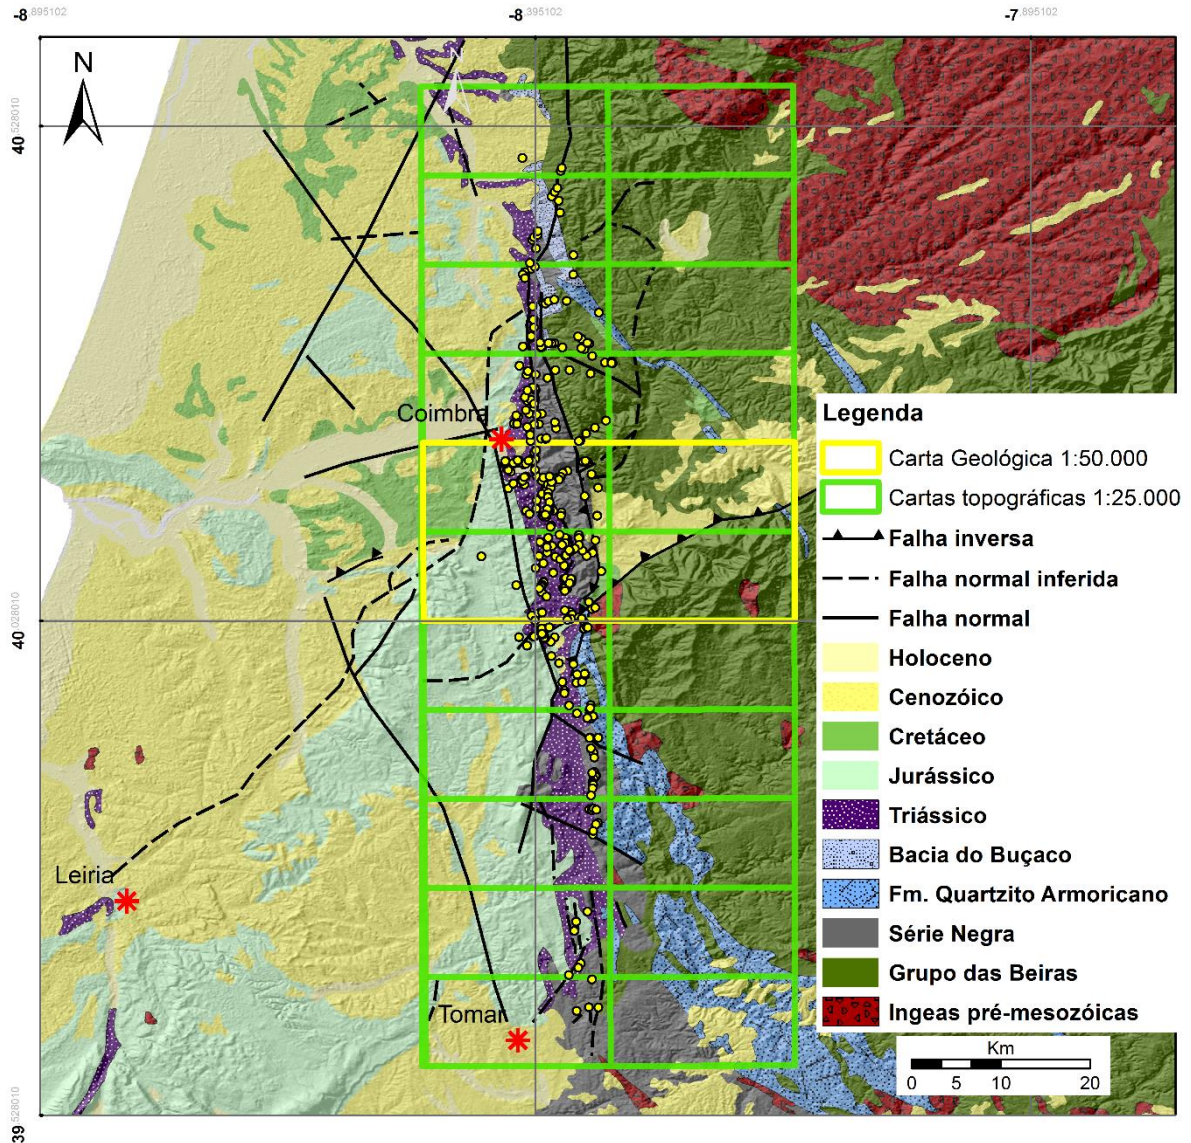 -8,895102
-8,395102
-7,895102
N
N
40,528010
Coimbra
Legenda
Carta Geológica 1:50.000
Cartas topográficas 1:25.000
Falha inversa
Falha normal inferida
Falha normal
40,028010
Holoceno
Cenozóico
Cretáceo
Jurássico
Triássico
Bacia do Buçaco
Leiria
Fm. Quartzito Armoricano
Série Negra
Grupo das Beiras
Tomar
Ingeas pré-mesozóicas
Km
0 5 10 20
39,528010